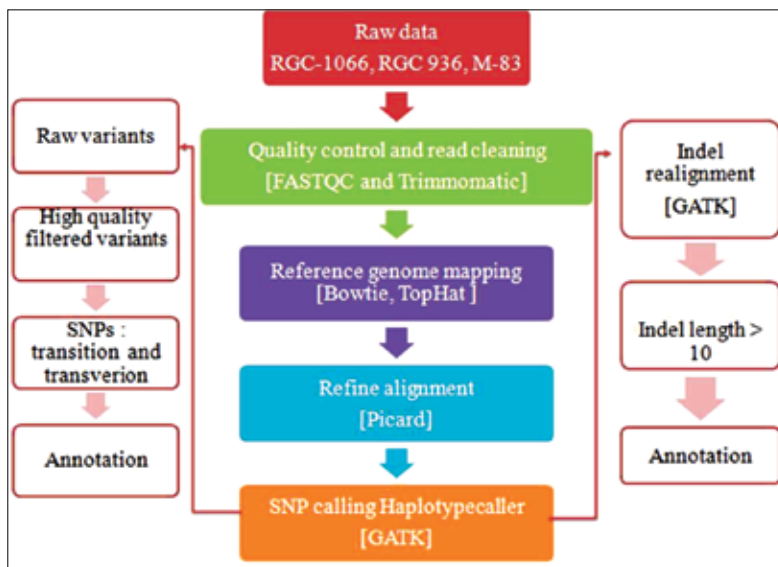 Raw data
RGC-1066, RGC 936, M-83
Quality control and read cleaning
[FASTQC and Trimmomatic]
Reference genome mapping
[Bowtie, TopHat ]
Refine alignment
[Picard]
SNP calling Haplotypecaller
[GATK]
Raw variants
High quality
filtered variants
SNPs :
transition and
transverion
Annotation
Indel
realignment
[GATK]
Indel length >
10
Annotation